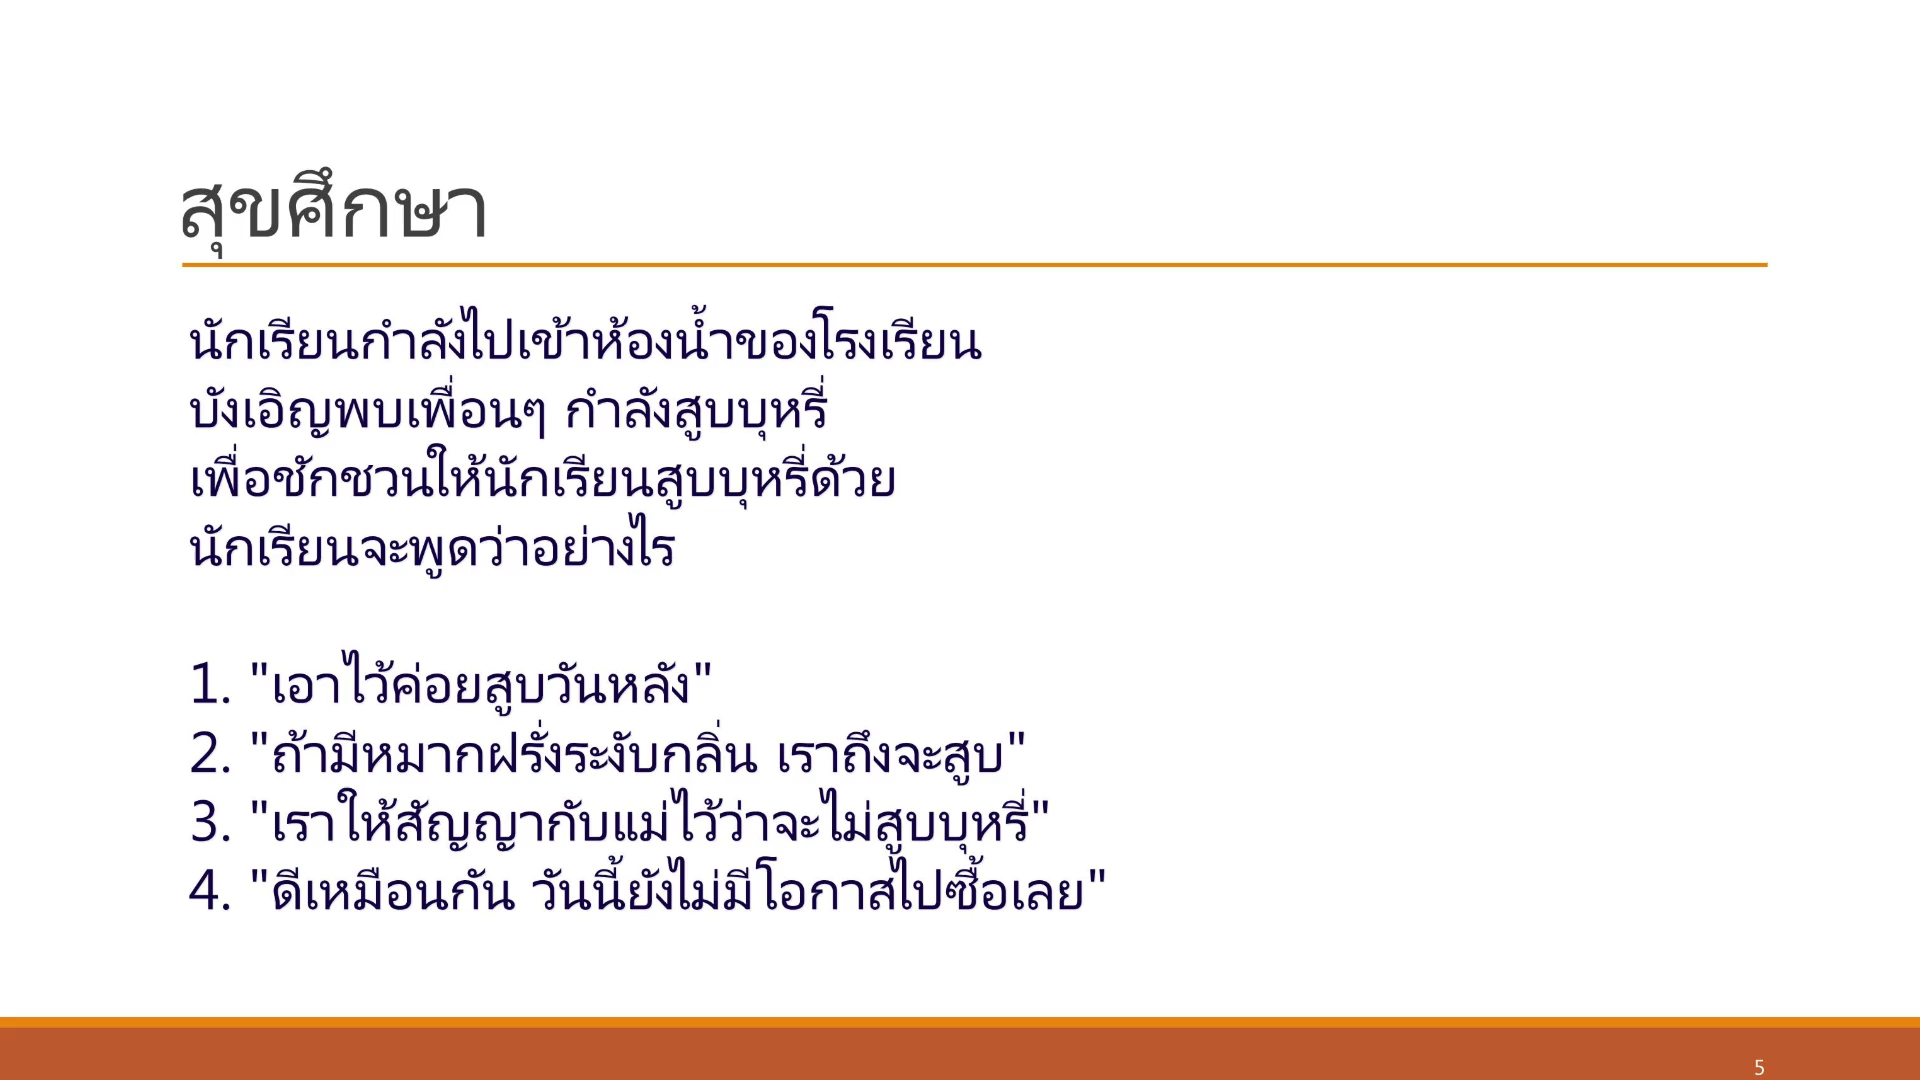 สุขศึกษา
นักเรียนกำลังไปเข้าห้องน้ำของโรงเรียน
บังเอิญพบเพื่อนๆ กำลังสูบบุหรี่
เพื่อชักชวนให้นักเรียนสูบบุหรี่ด้วย
นักเรียนจะพูดว่าอย่างไร
1. "เอาไว้ค่อยสูบวันหลัง"
2. "ถ้ามีหมากฝรั่งระงับกลิ่น เราถึงจะสูบ"
3. "เราให้สัญญากับแม่ไว้ว่าจะไม่สูบบุหรี่"
4. "ดีเหมือนกัน วันนี้ยังไม่มีโอกาสไปซื้อเลย"
5